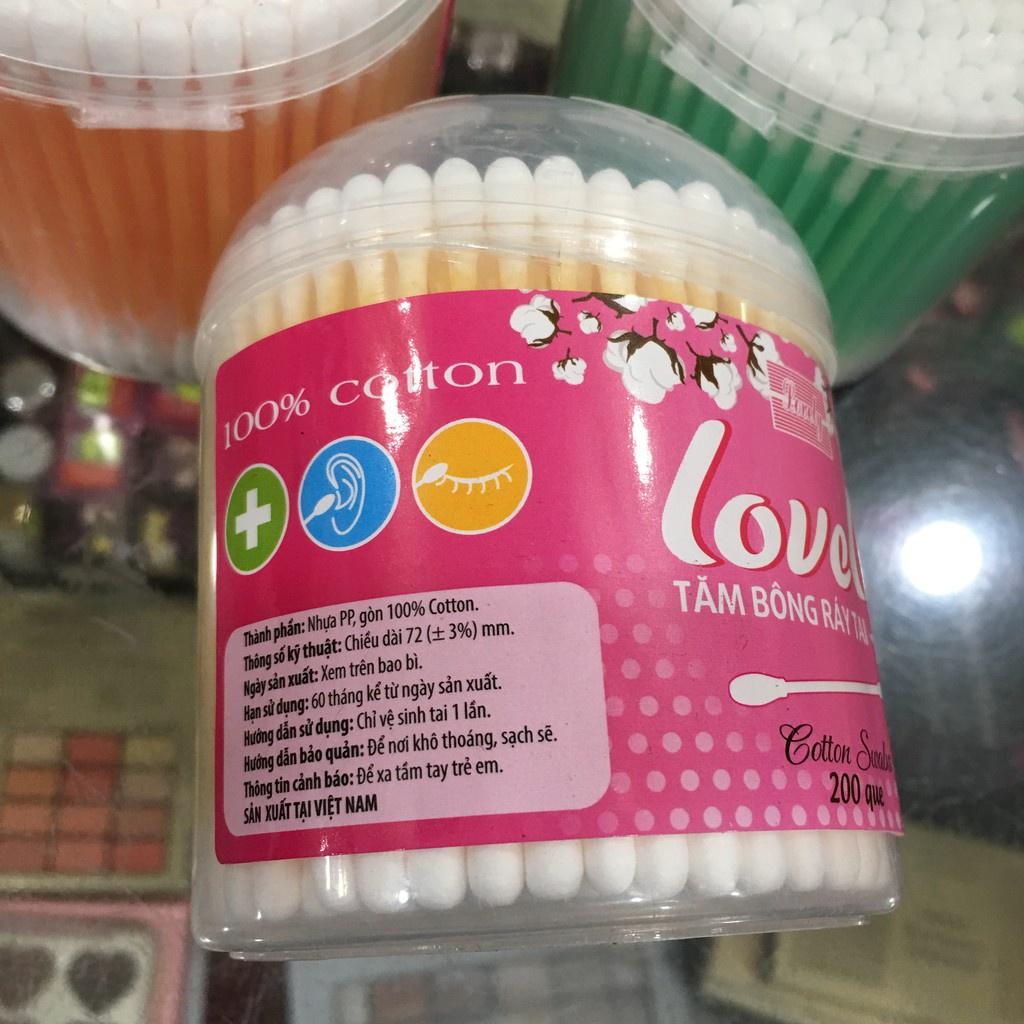 100% cotton
Thành phần: Nhựa PP, gòn 100% Cotton.
Thông số kỹ thuật: Chiều dài 72 (± 3%) mm.
Ngày sản xuất: Xem trên bao bì.
Hạn sử dụng: 60 tháng kể từ ngày sản xuất.
Hướng dẫn sử dụng: Chỉ vệ sinh tai 1 lần.
Hướng dẫn bảo quản: Để nơi khô thoáng, sạch sẽ.
Thông tin cảnh báo: Để xa tầm tay trẻ em.
SẢN XUẤT TẠI VIỆT NAM
TĂM BÔNG RÁY TAI
Cotton
200 que